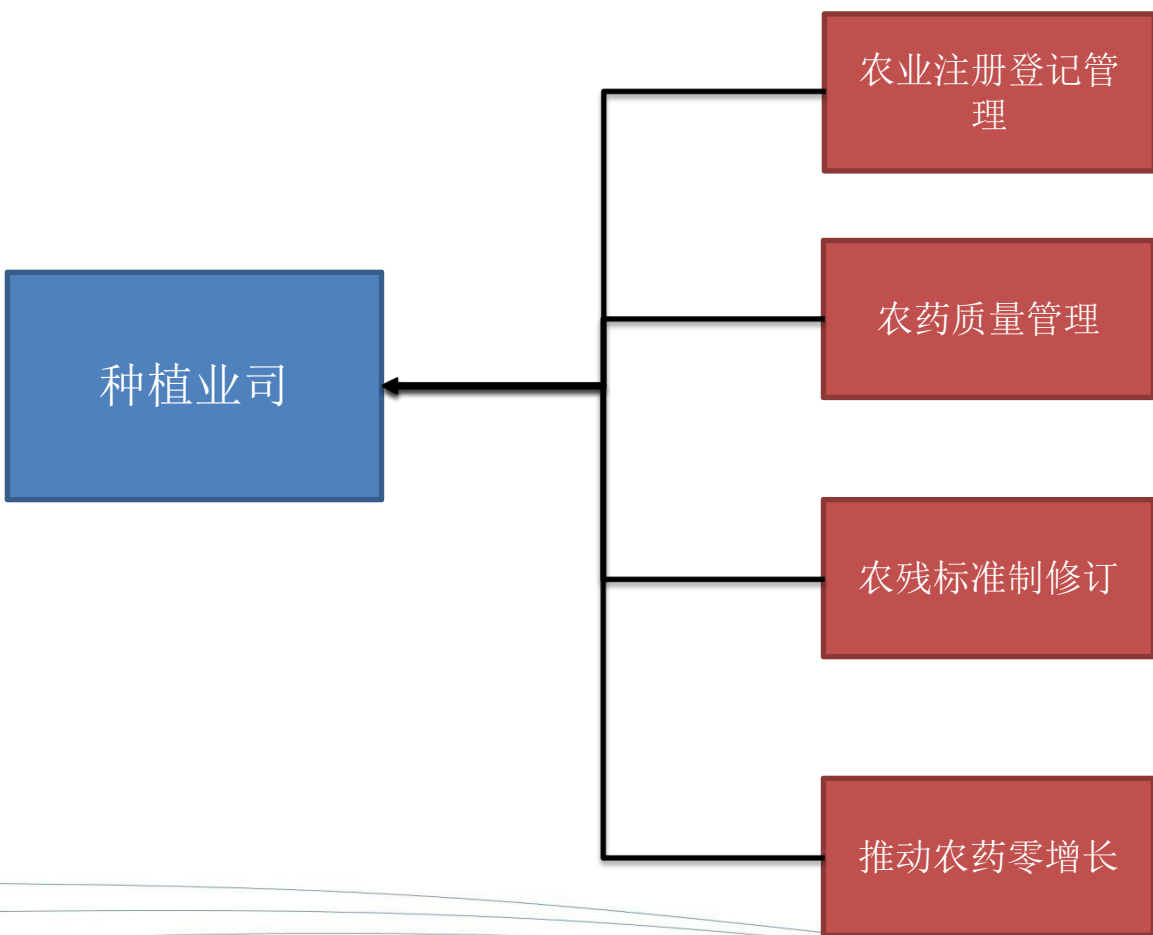 农业注册登记管
理
农药质量管理
种植业司
农残标准制修订
推动农药零增长